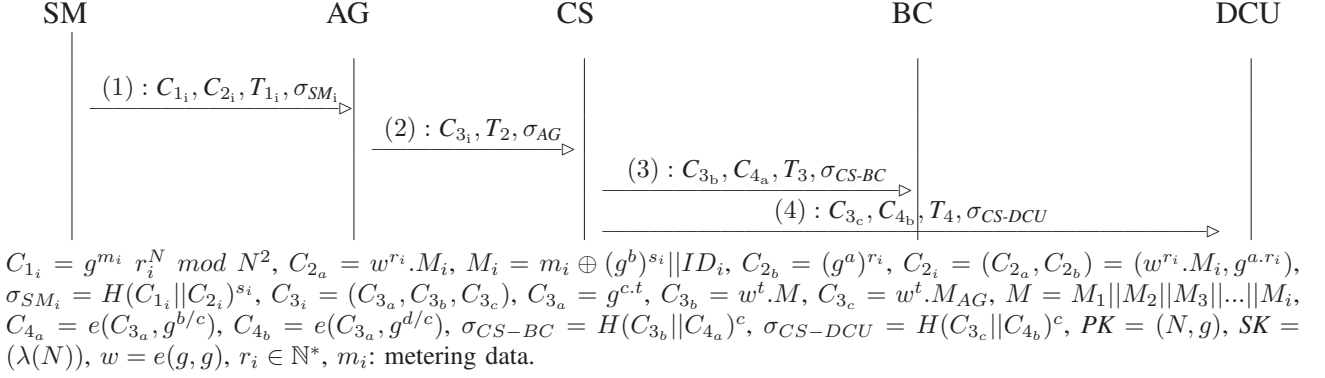 SM AG CS BC DCU
(1) : C_{1_i}, C_{2_i}, T_{1_i}, σ_{SM_i}
(2) : C_{3_i}, T_2, σ_{AG}
(3) : C_{3_b}, C_{4_a}, T_3, σ_{CS-BC}
(4) : C_{3_c}, C_{4_b}, T_4, σ_{CS-DCU}
C_{1_i} = g^{m_i} r_i^N mod N^2, C_{2_a} = w^{r_i}.M_i, M_i = m_i ⊕ (g^b)^{s_i}||ID_i, C_{2_b} = (g^a)^{r_i}, C_{2_i} = (C_{2_a}, C_{2_b}) = (w^{r_i}.M_i, g^{a.r_i}),
σ_{SM_i} = H(C_{1_i}||C_{2_i})^{s_i}, C_{3_i} = (C_{3_a}, C_{3_b}, C_{3_c}), C_{3_a} = g^{c.t}, C_{3_b} = w^t.M, C_{3_c} = w^t.M_{AG}, M = M_1||M_2||M_3||...||M_i,
C_{4_a} = e(C_{3_a}, g^{b/c}), C_{4_b} = e(C_{3_a}, g^{d/c}), σ_{CS-BC} = H(C_{3_b}||C_{4_a})^c, σ_{CS-DCU} = H(C_{3_c}||C_{4_b})^c, PK = (N, g), SK =
(λ(N)), w = e(g, g), r_i ∈ ℕ*, m_i: metering data.